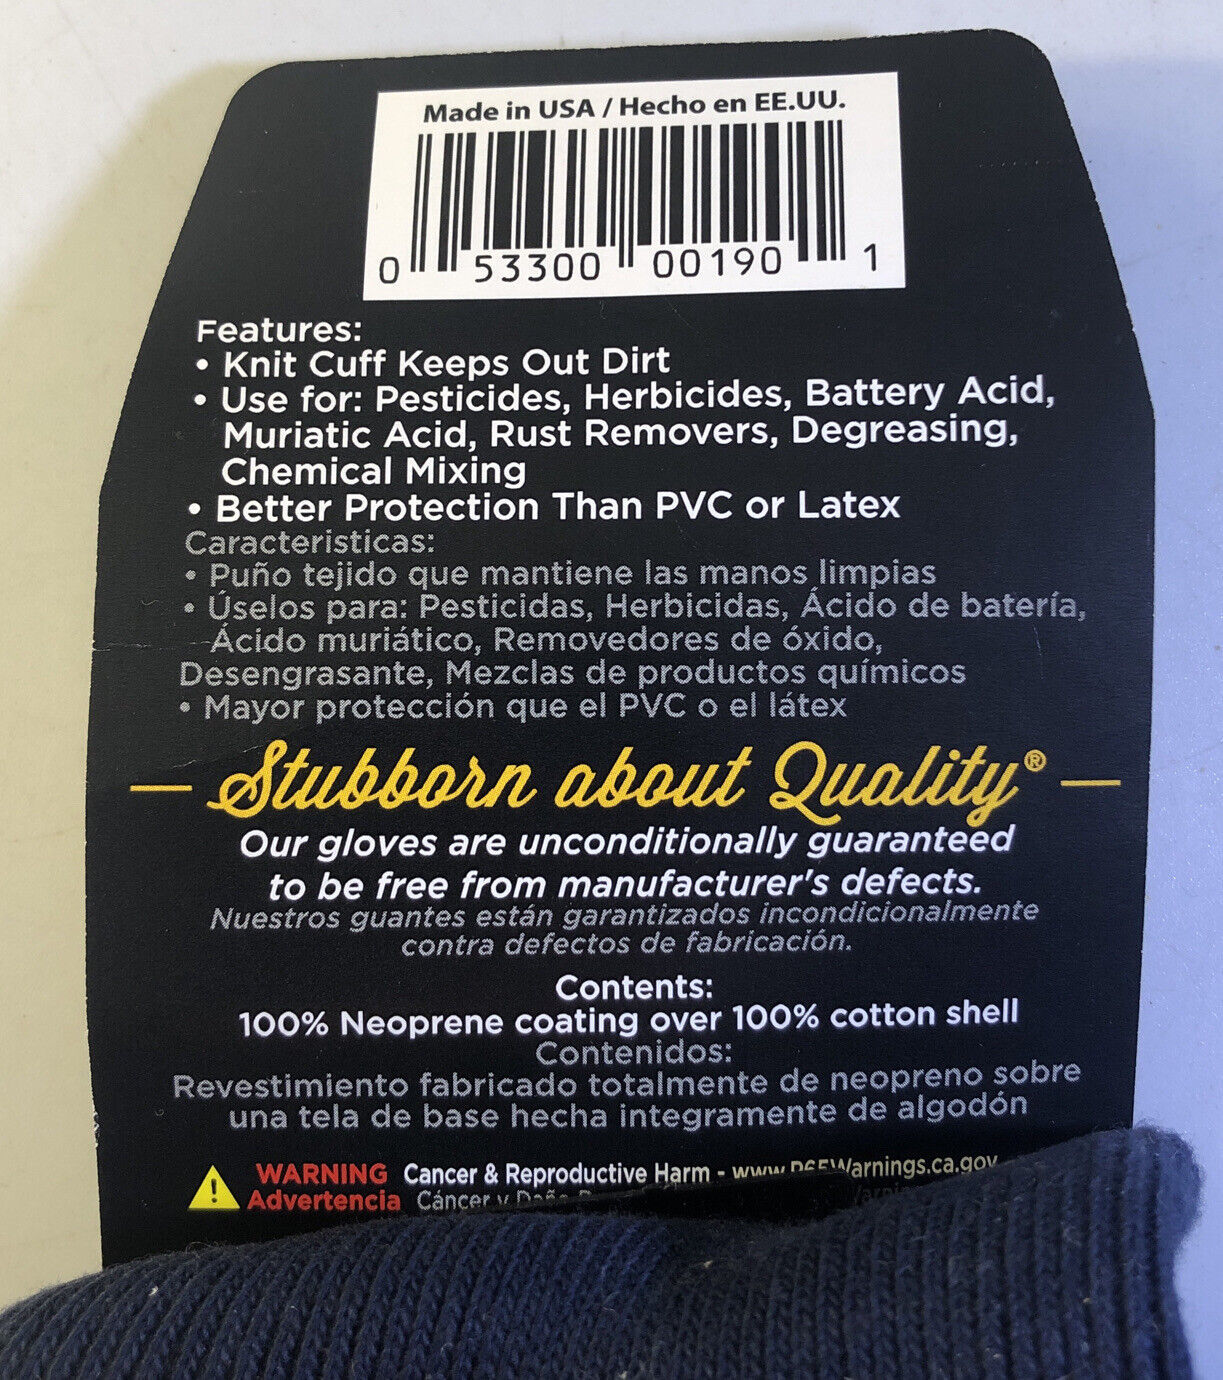 Made in USA / Hecho en EE.UU.
0 53300 00190 1
Features:
• Knit Cuff Keeps Out Dirt
• Use for: Pesticides, Herbicides, Battery Acid,
Muriatic Acid, Rust Removers, Degreasing,
Chemical Mixing
• Better Protection Than PVC or Latex
Caracteristicas:
• Puño tejido que mantiene las manos limpias
• Úselos para: Pesticidas, Herbicidas, Ácido de batería,
Ácido muriático, Removedores de óxido,
Desengrasante, Mezclas de productos químicos
• Mayor protección que el PVC o el látex
Stubborn about Quality®
Our gloves are unconditionally guaranteed
to be free from manufacturer's defects.
Nuestros guantes están garantizados incondicionalmente
contra defectos de fabricación.
Contents:
100% Neoprene coating over 100% cotton shell
Contenidos:
Revestimiento fabricado totalmente de neopreno sobre
una tela de base hecha integramente de algodón
WARNING Cancer & Reproductive Harm - www.P65Warnings.ca.gov
Advertencia Cáncer y